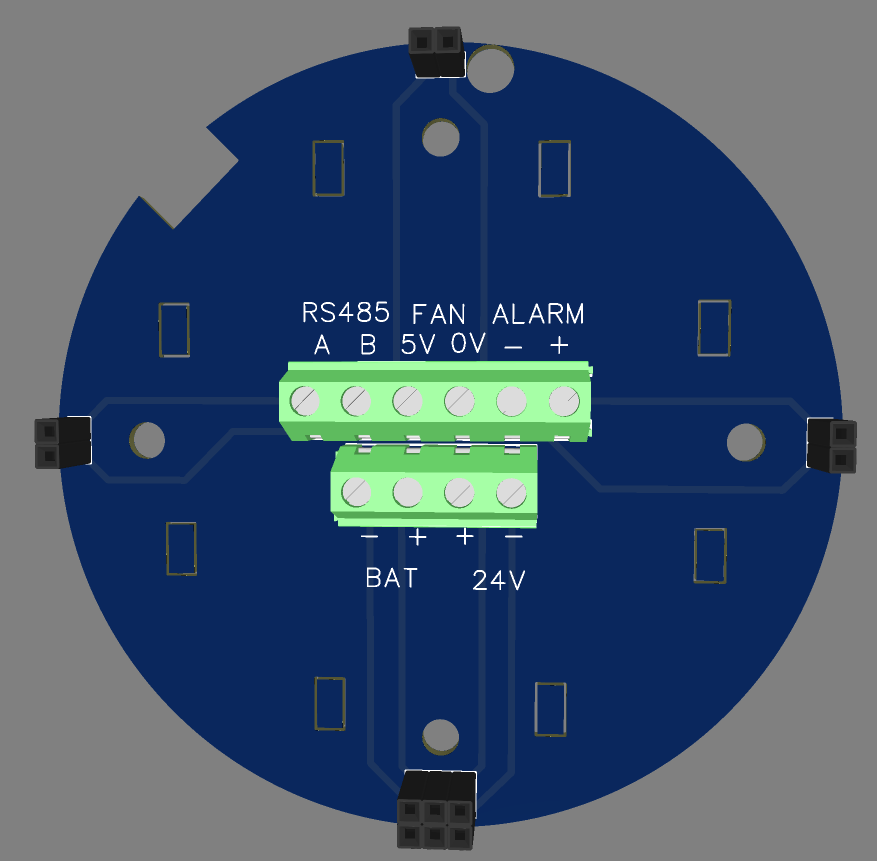 RS485 FAN ALARM
A B 5V 0V − +
− + + −
BAT 24V